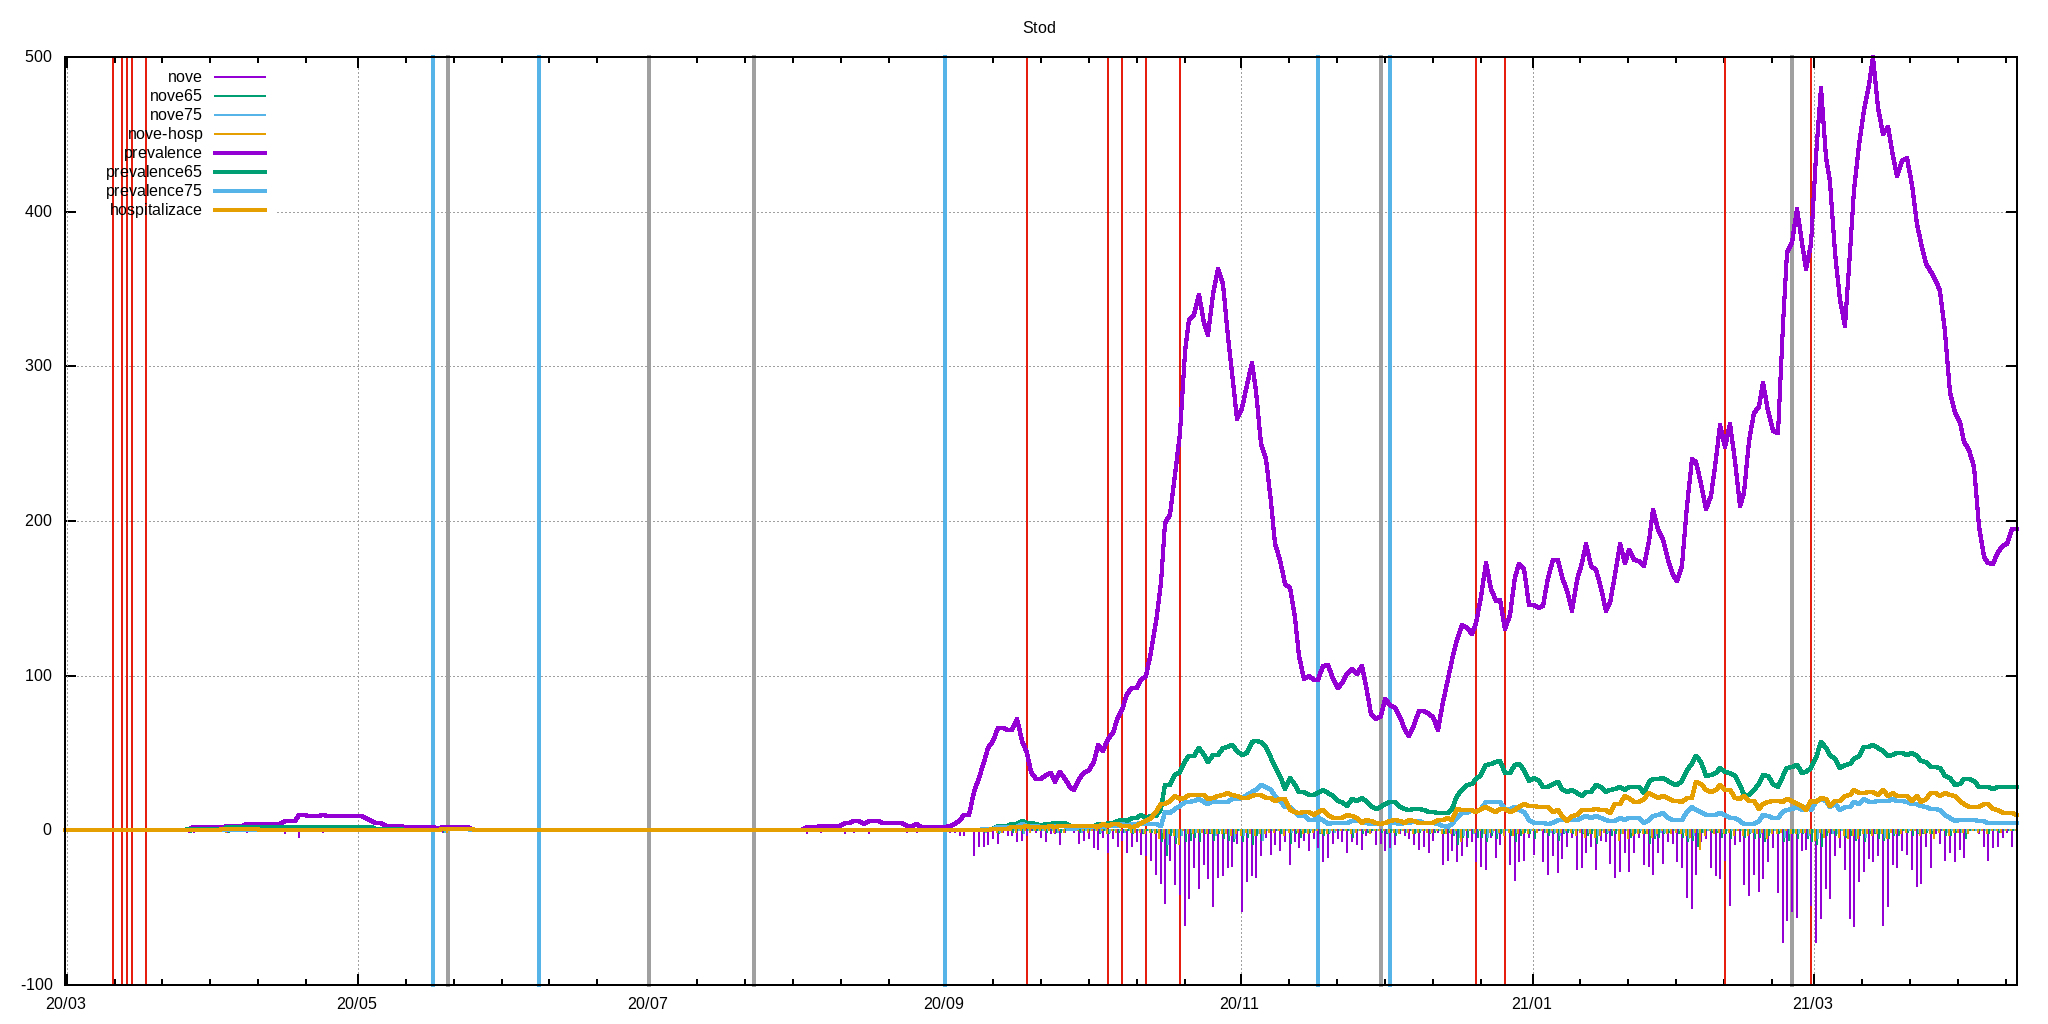 Stod
500
nove
nove65
nove75
nove-hosp
prevalence
prevalence65
prevalence75
hospitalizace
400
300
200
100
0
-100
20/03 20/05 20/07 20/09 20/11 21/01 21/03